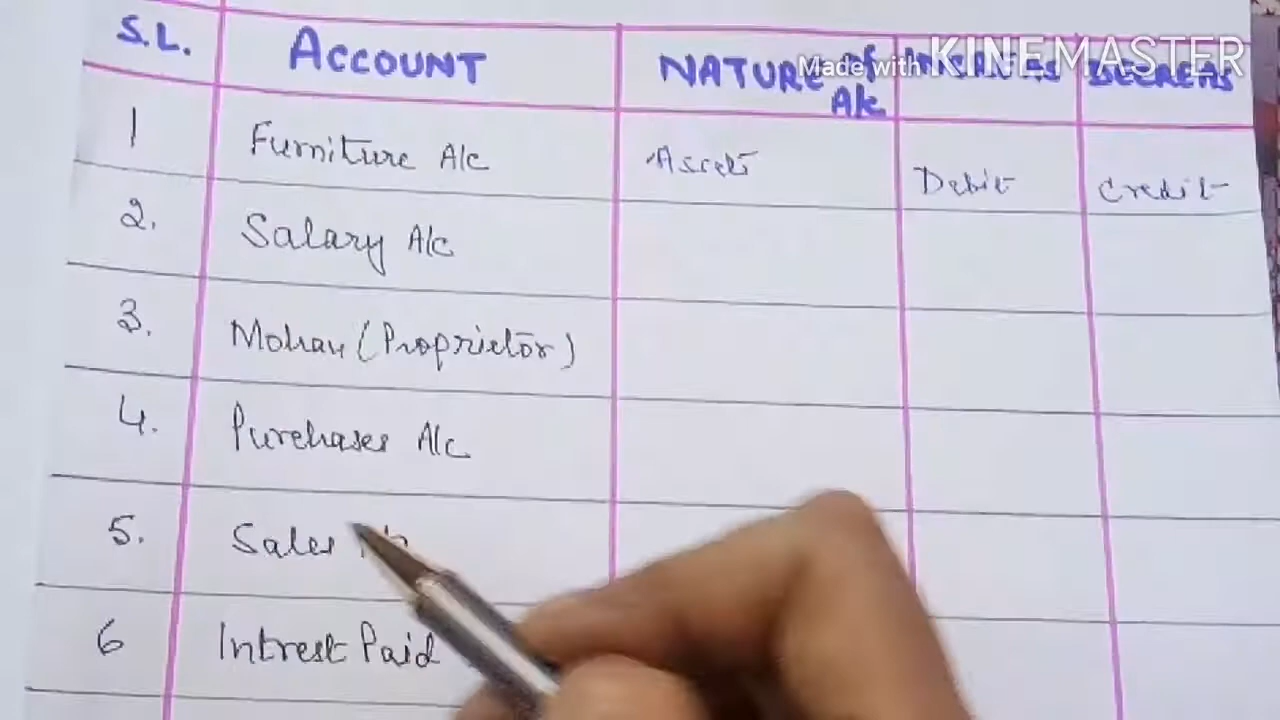 S.L. ACCOUNT NATURE of A/c DECREAS
Made with KINEMASTER
1 Furniture A/c Assets Debit Credit
2. Salary A/c
3. Mohan (Proprietor)
4. Purchases A/c
5. Sales
6 Intrest Paid